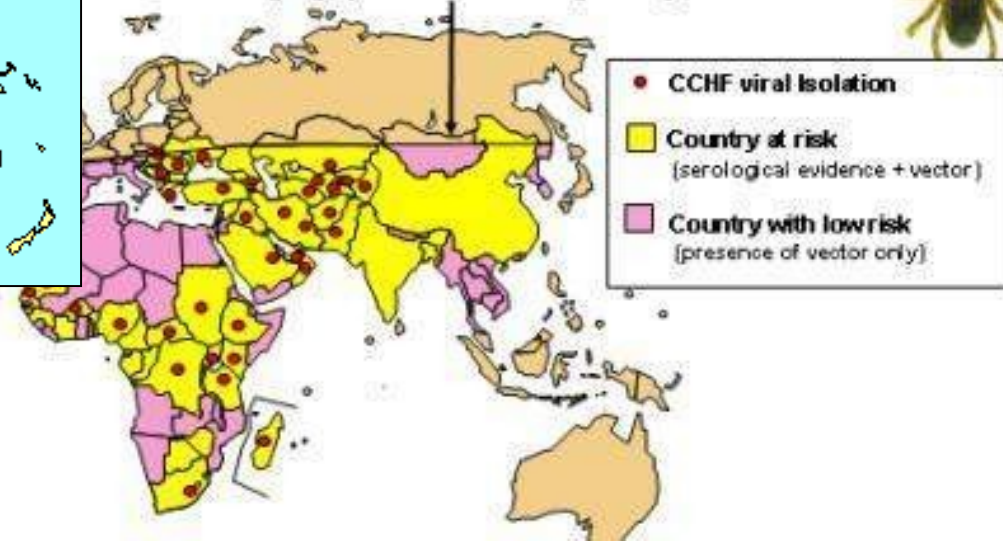 CCHF viral Isolation
Country at risk
(serological evidence + vector)
Country with low risk
(presence of vector only)